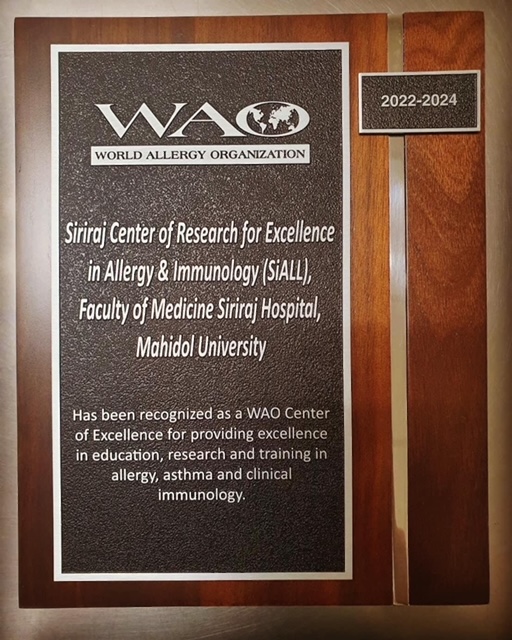 WAO
WORLD ALLERGY ORGANIZATION
2022-2024
Siriraj Center of Research for Excellence
in Allergy & Immunology (SiALL),
Faculty of Medicine Siriraj Hospital,
Mahidol University
Has been recognized as a WAO Center
of Excellence for providing excellence
in education, research and training in
allergy, asthma and clinical
immunology.